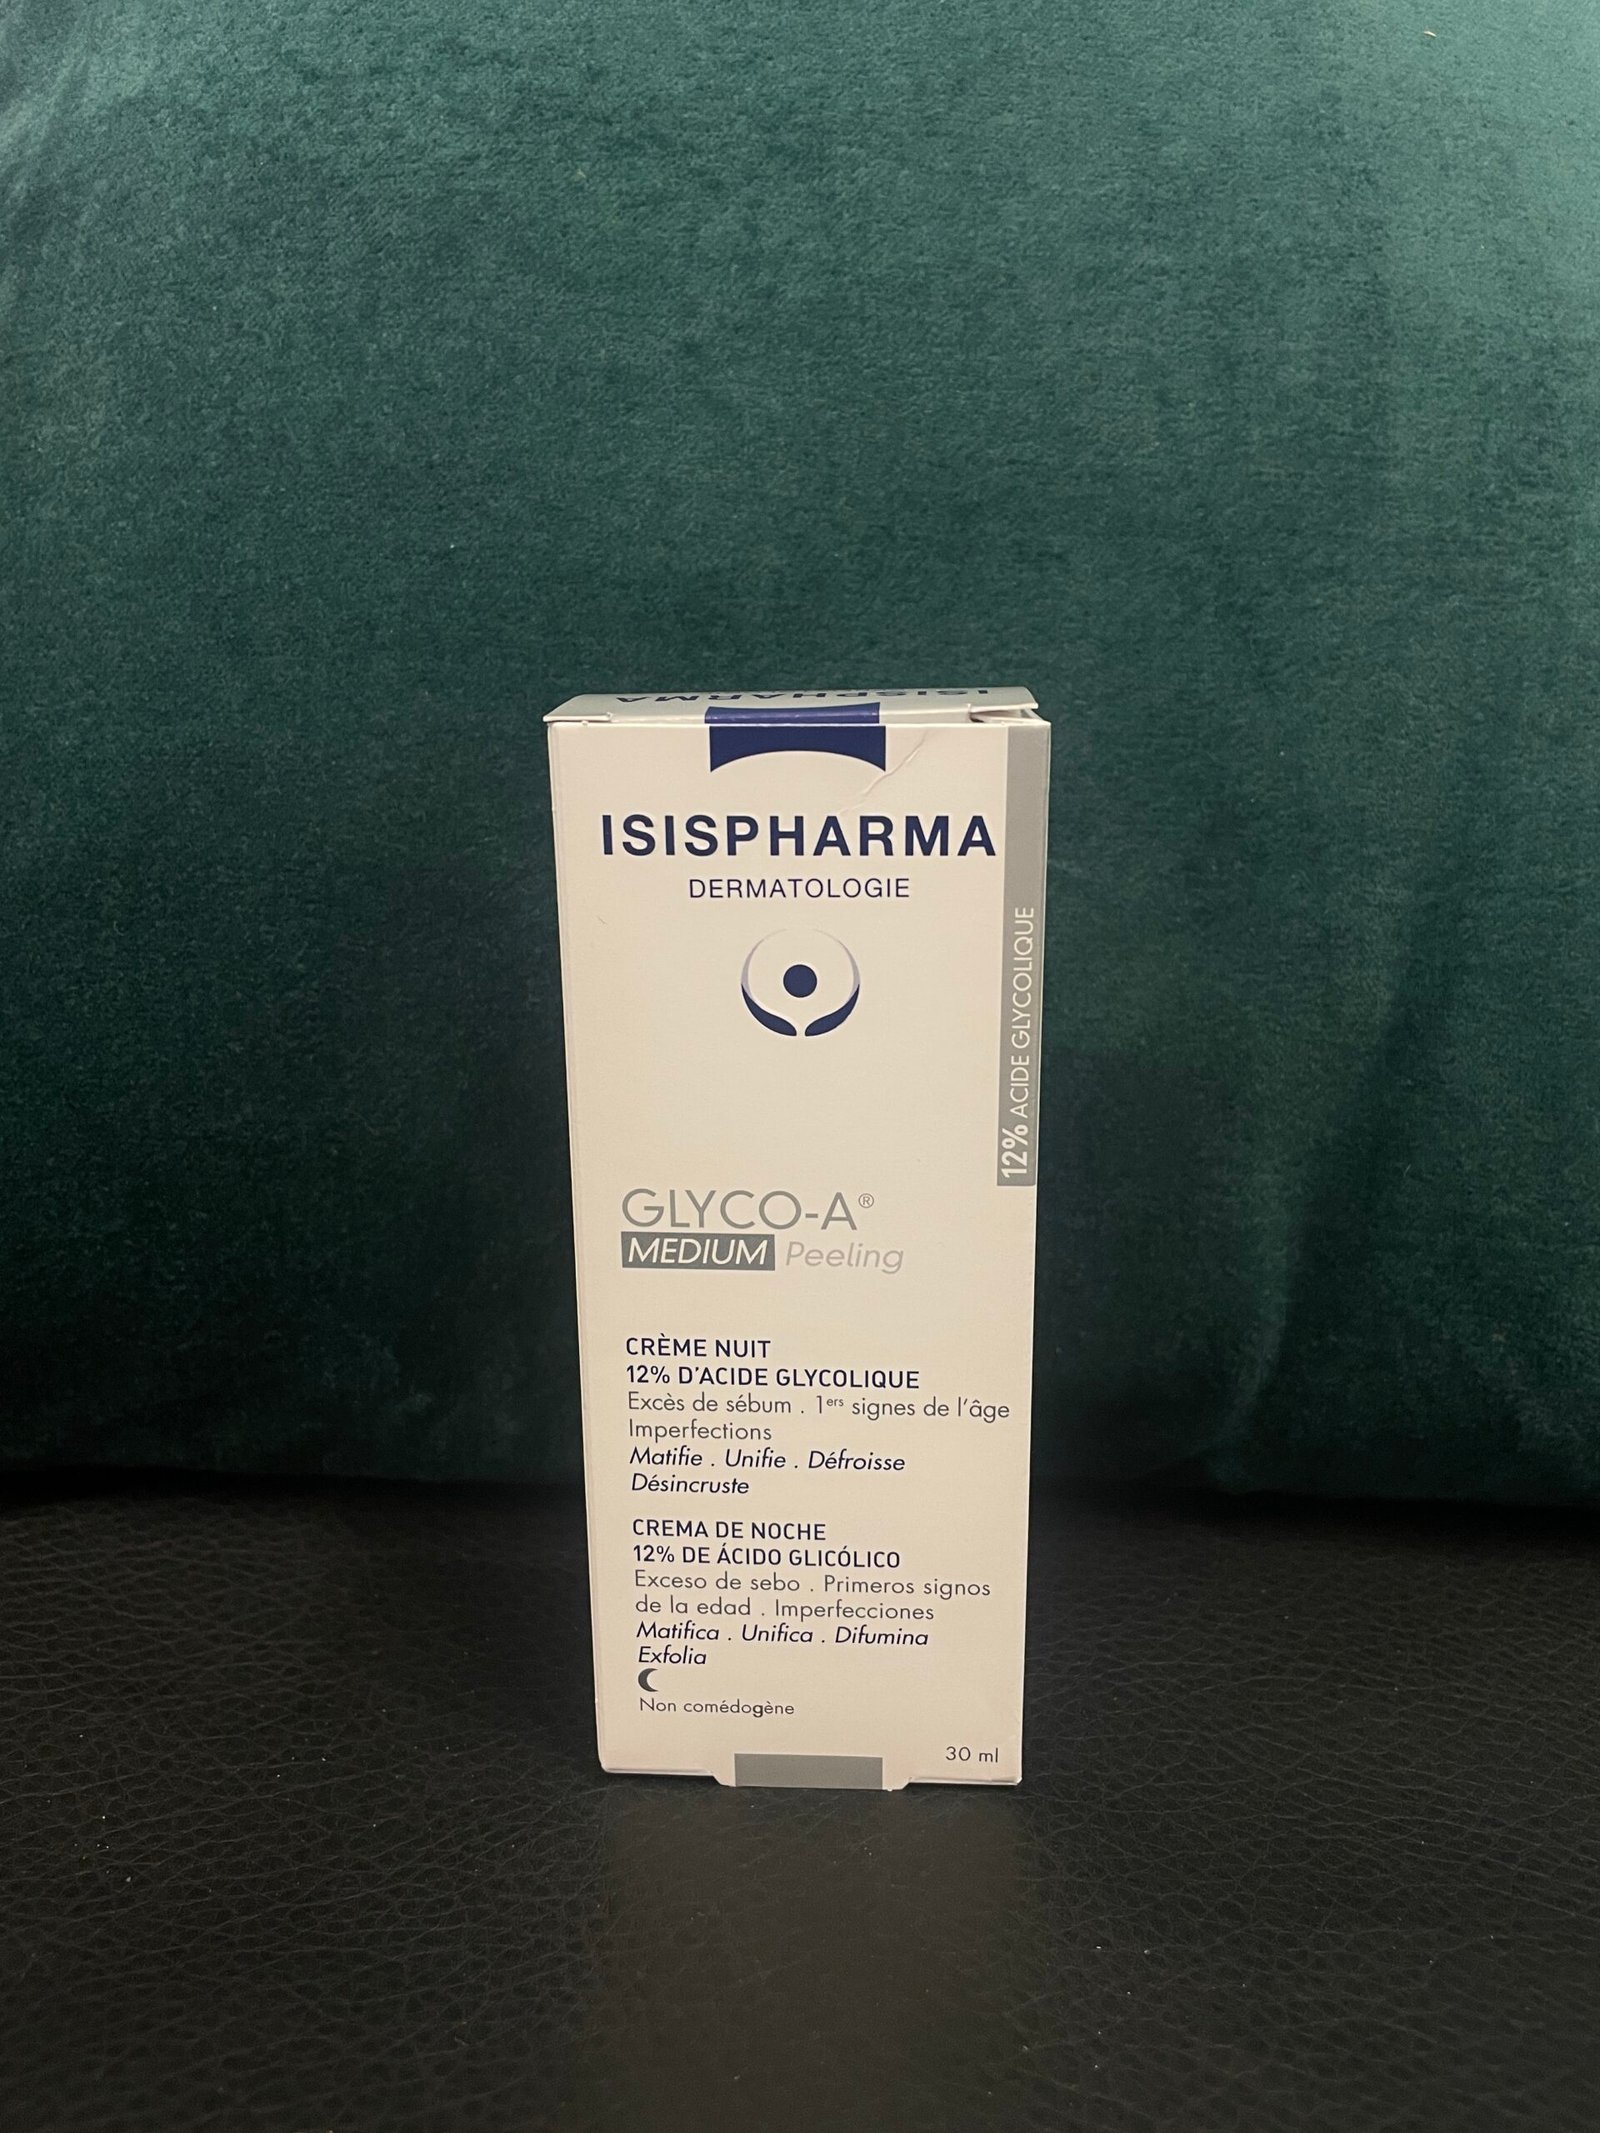 ISISPHARMA
ISISPHARMA
DERMATOLOGIE
12% ACIDE GLYCOLIQUE
GLYCO-A®
MEDIUM Peeling
CRÈME NUIT
12% D'ACIDE GLYCOLIQUE
Excès de sébum . 1ers signes de l'âge
Imperfections
Matifie . Unifie . Défroisse
Désincruste
CREMA DE NOCHE
12% DE ÁCIDO GLICÓLICO
Exceso de sebo . Primeros signos
de la edad . Imperfecciones
Matifica . Unifica . Difumina
Exfolia
Non comédogène
30 ml